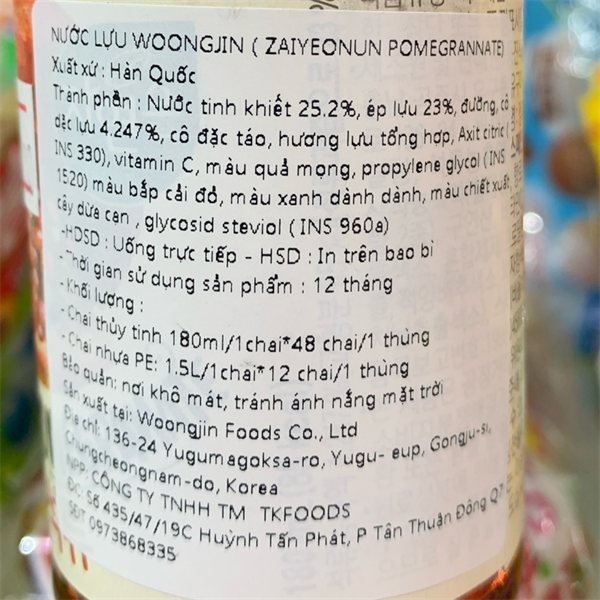 NƯỚC LỰU WOONGJIN ( ZAIYEONUN POMEGRANNATE)
Xuất xứ : Hàn Quốc
Thành phần : Nước tinh khiết 25.2%, ép lựu 23%, đường, cô
đặc lựu 4.247%, cô đặc táo, hương lựu tổng hợp, Axit citric (
INS 330), vitamin C, màu quả mọng, propylene glycol ( INS
1520) màu bắp cải đỏ, màu xanh dành dành, màu chiết xuất
cây dừa cạn , glycosid steviol ( INS 960a)
-HDSD : Uống trực tiếp - HSD : In trên bao bì
- Thời gian sử dụng sản phẩm : 12 tháng
- Khối lượng :
- Chai thủy tinh 180ml/1chai*48 chai/1 thùng
- Chai nhựa PE: 1.5L/1chai*12 chai/1 thùng
Bảo quản: nơi khô mát, tránh ánh nắng mặt trời
Sản xuất tại: Woongjin Foods Co., Ltd
Địa chỉ: 136-24 Yugumagoksa-ro, Yugu- eup, Gongju-si,
Chungcheongnam-do, Korea
NPP: CÔNG TY TNHH TM TKFOODS
ĐC: Số 435/47/19C Huỳnh Tấn Phát, P Tân Thuận Đông Q7
SĐT 0973868335